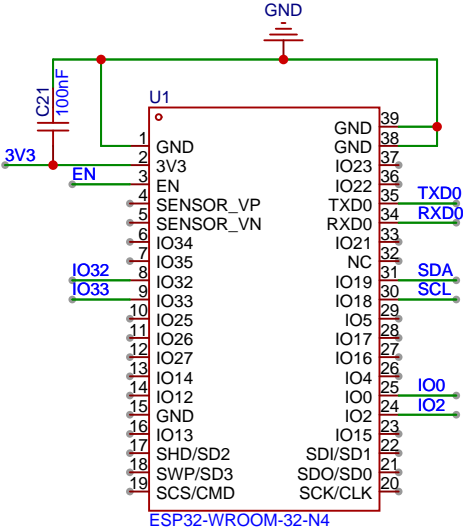 GND
C21
100nF
U1
3V3
EN
1 GND
2 3V3
3 EN
4 SENSOR_VP
5 SENSOR_VN
6 IO34
7 IO35
IO32 8 IO32
IO33 9 IO33
10 IO25
11 IO26
12 IO27
13 IO14
14 IO12
15 GND
16 IO13
17 SHD/SD2
18 SWP/SD3
19 SCS/CMD
GND 39
GND 38
IO23 37
IO22 36
TXD0 35 TXD0
RXD0 34 RXD0
IO21 33
NC 32
IO19 31 SDA
IO18 30 SCL
IO5 29
IO17 28
IO16 27
IO4 26
IO0 25 IO0
IO2 24 IO2
IO15 23
SDI/SD1 22
SDO/SD0 21
SCK/CLK 20
ESP32-WROOM-32-N4